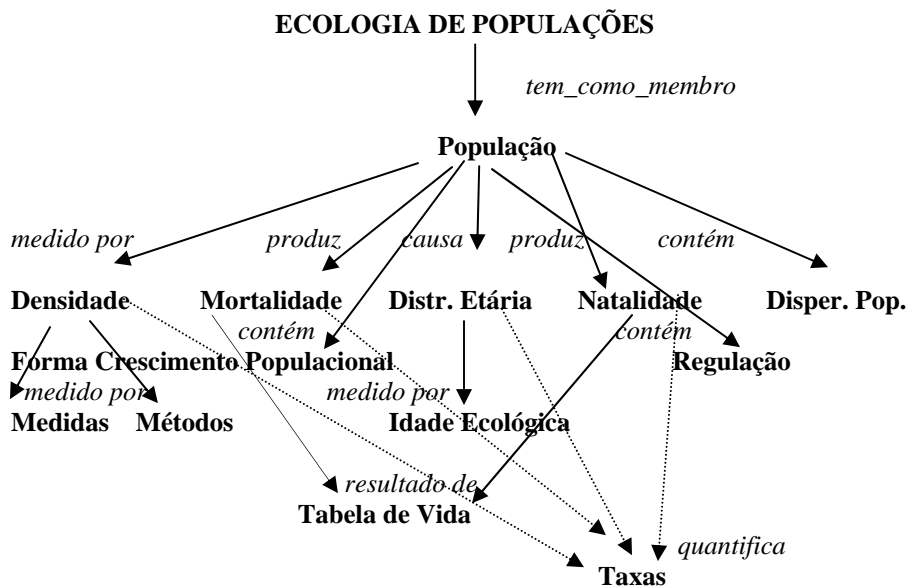 ECOLOGIA DE POPULAÇÕES
tem_como_membro
População
medido por produz causa produz contém
Densidade Mortalidade Distr. Etária Natalidade Disper. Pop.
contém contém
Forma Crescimento Populacional Regulação
medido por medido por
Medidas Métodos Idade Ecológica
resultado de
Tabela de Vida
quantifica
Taxas